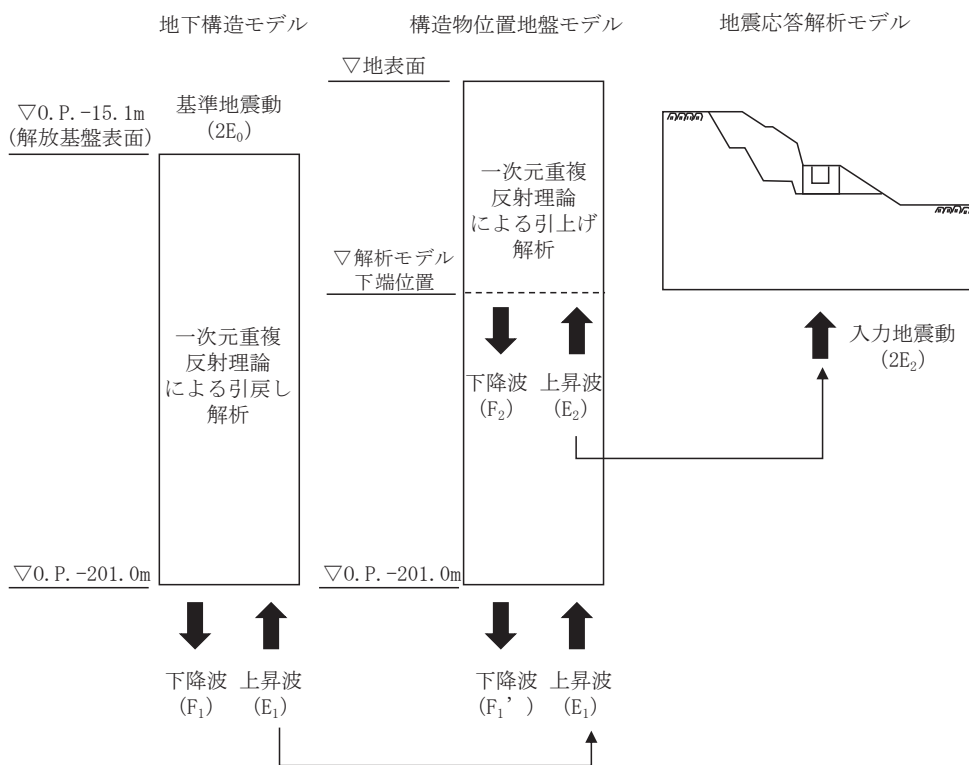 地下構造モデル
▽O.P.-15.1m
(解放基盤表面)
基準地震動
(2E₀)
一次元重複
反射理論
による引戻し
解析
▽O.P.-201.0m
下降波
(F₁)
上昇波
(E₁)
構造物位置地盤モデル
▽地表面
一次元重複
反射理論
による引上げ
解析
▽解析モデル
下端位置
下降波
(F₂)
上昇波
(E₂)
▽O.P.-201.0m
下降波
(F₁’)
上昇波
(E₁)
地震応答解析モデル
入力地震動
(2E₂)